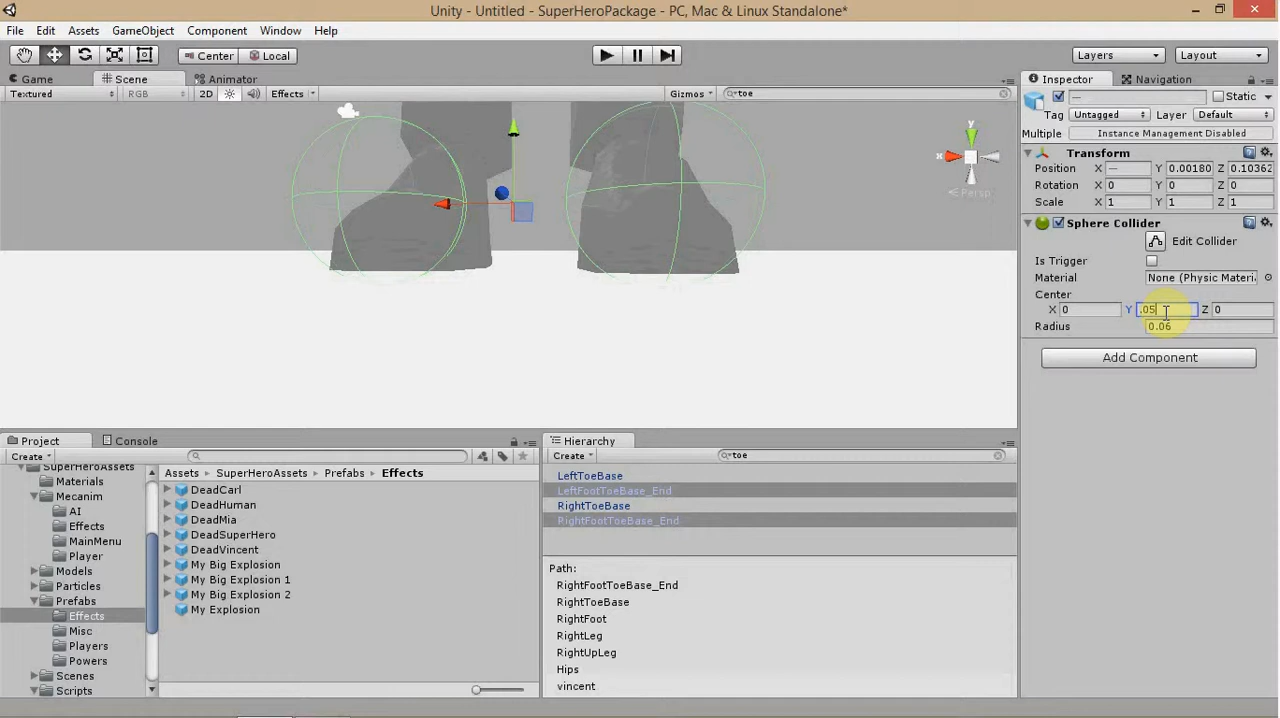 Unity - Untitled - SuperHeroPackage - PC, Mac & Linux Standalone*
File Edit Assets GameObject Component Window Help
Center Local Layers Layout
Game Scene Animator Inspector Navigation
Textured RGB 2D Effects Gizmos toe
— Static
Tag Untagged Layer Default
Multiple Instance Management Disabled
Transform
Position X — Y 0.00180 Z 0.10362
Rotation X 0 Y 0 Z 0
Scale X 1 Y 1 Z 1
Sphere Collider
Edit Collider
Is Trigger
Material None (Physic Materi
Center
X 0 Y .05 Z 0
Radius 0.06
Add Component
y
x
Persp
Project Console
Create
SuperHeroAssets
Materials
Mecanim
AI
Effects
MainMenu
Player
Models
Particles
Prefabs
Effects
Misc
Players
Powers
Scenes
Scripts
Assets SuperHeroAssets Prefabs Effects
DeadCarl
DeadHuman
DeadMia
DeadSuperHero
DeadVincent
My Big Explosion
My Big Explosion 1
My Big Explosion 2
My Explosion
Hierarchy
Create toe
LeftToeBase
LeftFootToeBase_End
RightToeBase
RightFootToeBase_End
Path:
RightFootToeBase_End
RightToeBase
RightFoot
RightLeg
RightUpLeg
Hips
vincent